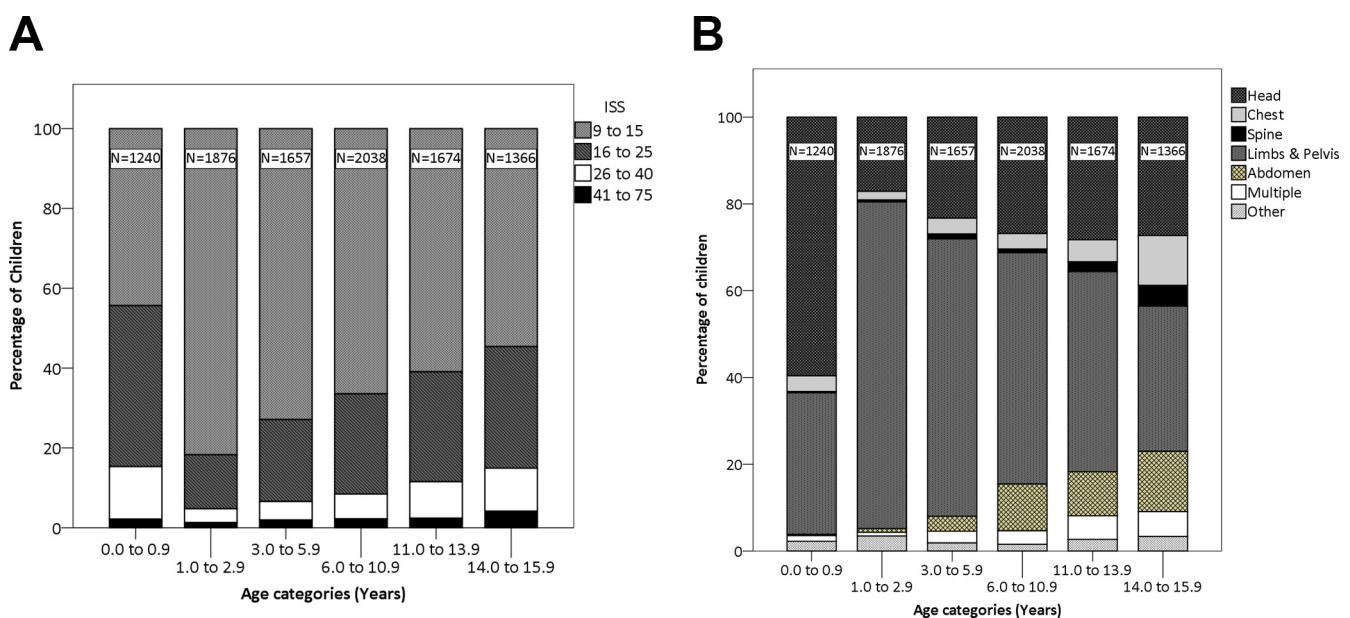 A
ISS
9 to 15
16 to 25
26 to 40
41 to 75
Percentage of Children
100
80
60
40
20
0
N=1240
N=1876
N=1657
N=2038
N=1674
N=1366
0.0 to 0.9
1.0 to 2.9
3.0 to 5.9
6.0 to 10.9
11.0 to 13.9
14.0 to 15.9
Age categories (Years)
B
Head
Chest
Spine
Limbs & Pelvis
Abdomen
Multiple
Other
Percentage of children
100
80
60
40
20
0
N=1240
N=1876
N=1657
N=2038
N=1674
N=1366
0.0 to 0.9
1.0 to 2.9
3.0 to 5.9
6.0 to 10.9
11.0 to 13.9
14.0 to 15.9
Age categories (Years)